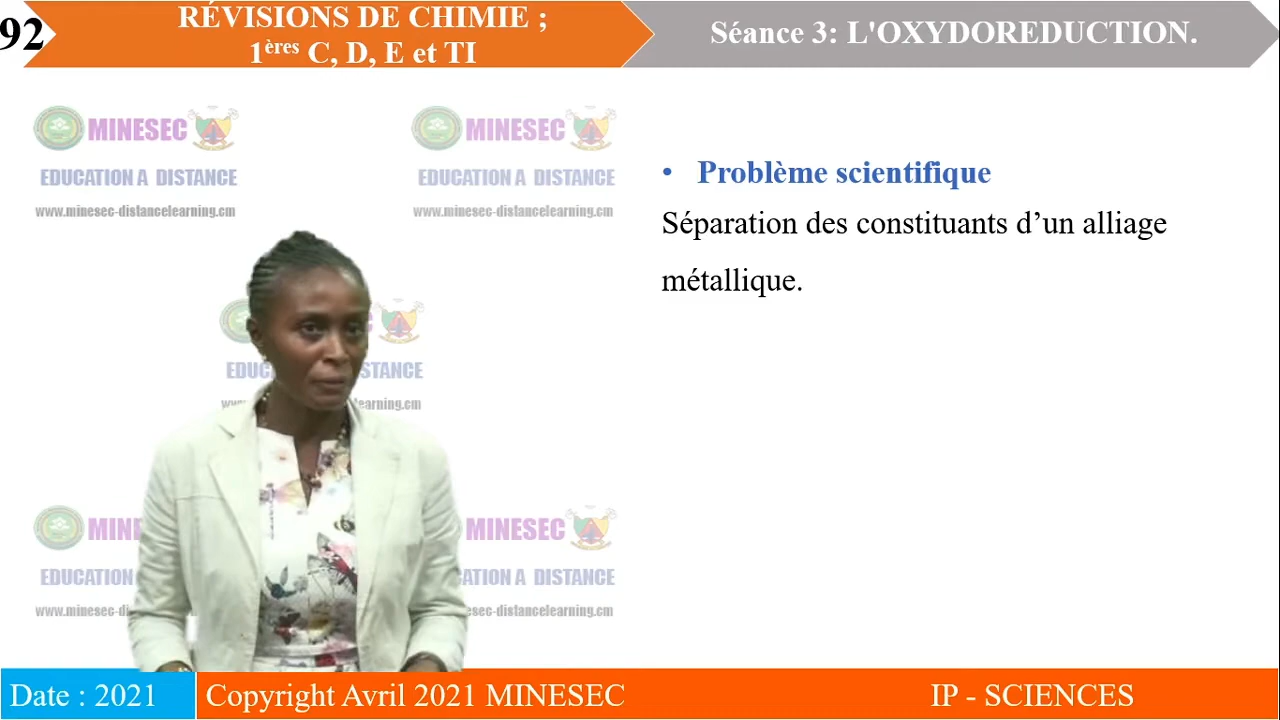 92
RÉVISIONS DE CHIMIE ;
1ères C, D, E et TI
Séance 3: L'OXYDOREDUCTION.
MINESEC
EDUCATION A DISTANCE
www.minesec-distancelearning.cm
MINESEC
EDUCATION A DISTANCE
www.minesec-distancelearning.cm
• Problème scientifique
Séparation des constituants d’un alliage
métallique.
MINESEC
EDUCATION A DISTANCE
www.minesec-distancelearning.cm
Date : 2021
Copyright Avril 2021 MINESEC
IP - SCIENCES